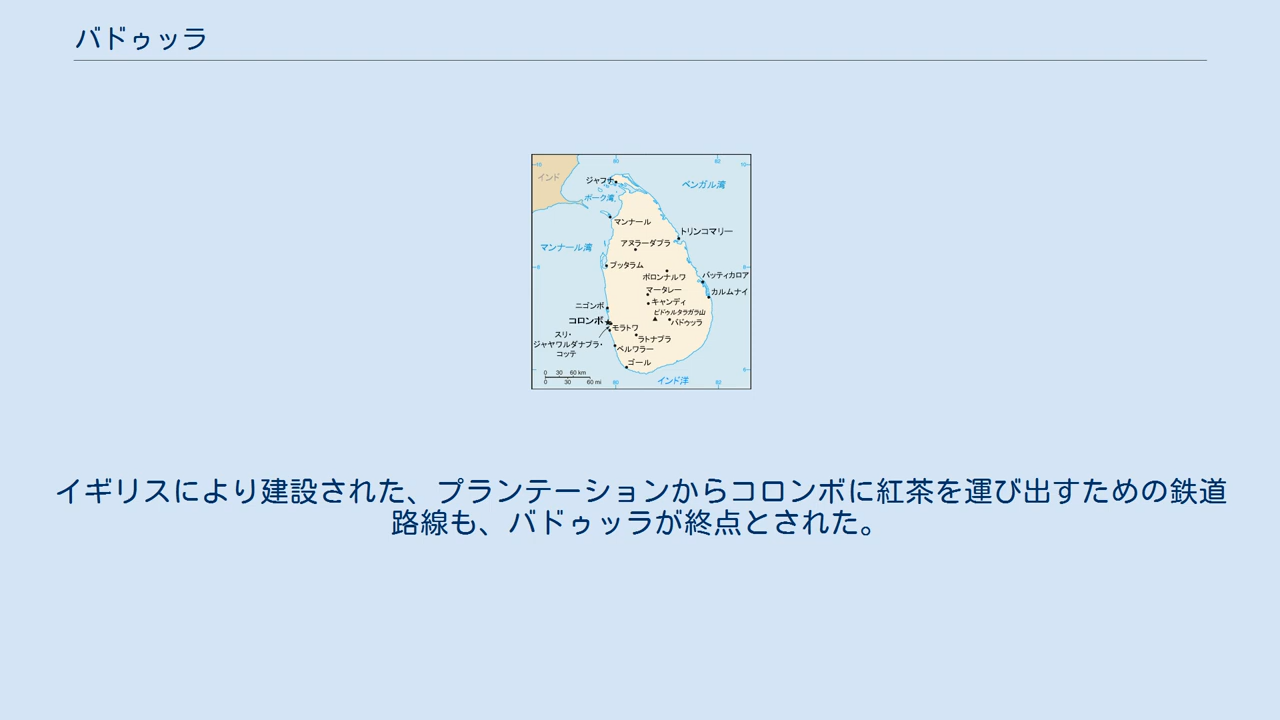 バドゥッラ
インド
ジャフナ
ベンガル湾
ポーク湾
マンナール
トリンコマリー
マンナール湾
アヌラーダプラ
プッタラム
ポロンナルワ
バッティカロア
マータレー
カルムナイ
キャンディ
ニゴンボ
ピドゥルタラガラ山
コロンボ
バドゥッラ
モラトワ
スリ・
ジャヤワルダナプラ・
コッテ
ラトナプラ
ベルワラー
ゴール
0 30 60 km
0 30 60 mi
インド洋
イギリスにより建設された、プランテーションからコロンボに紅茶を運び出すための鉄道
路線も、バドゥッラが終点とされた。